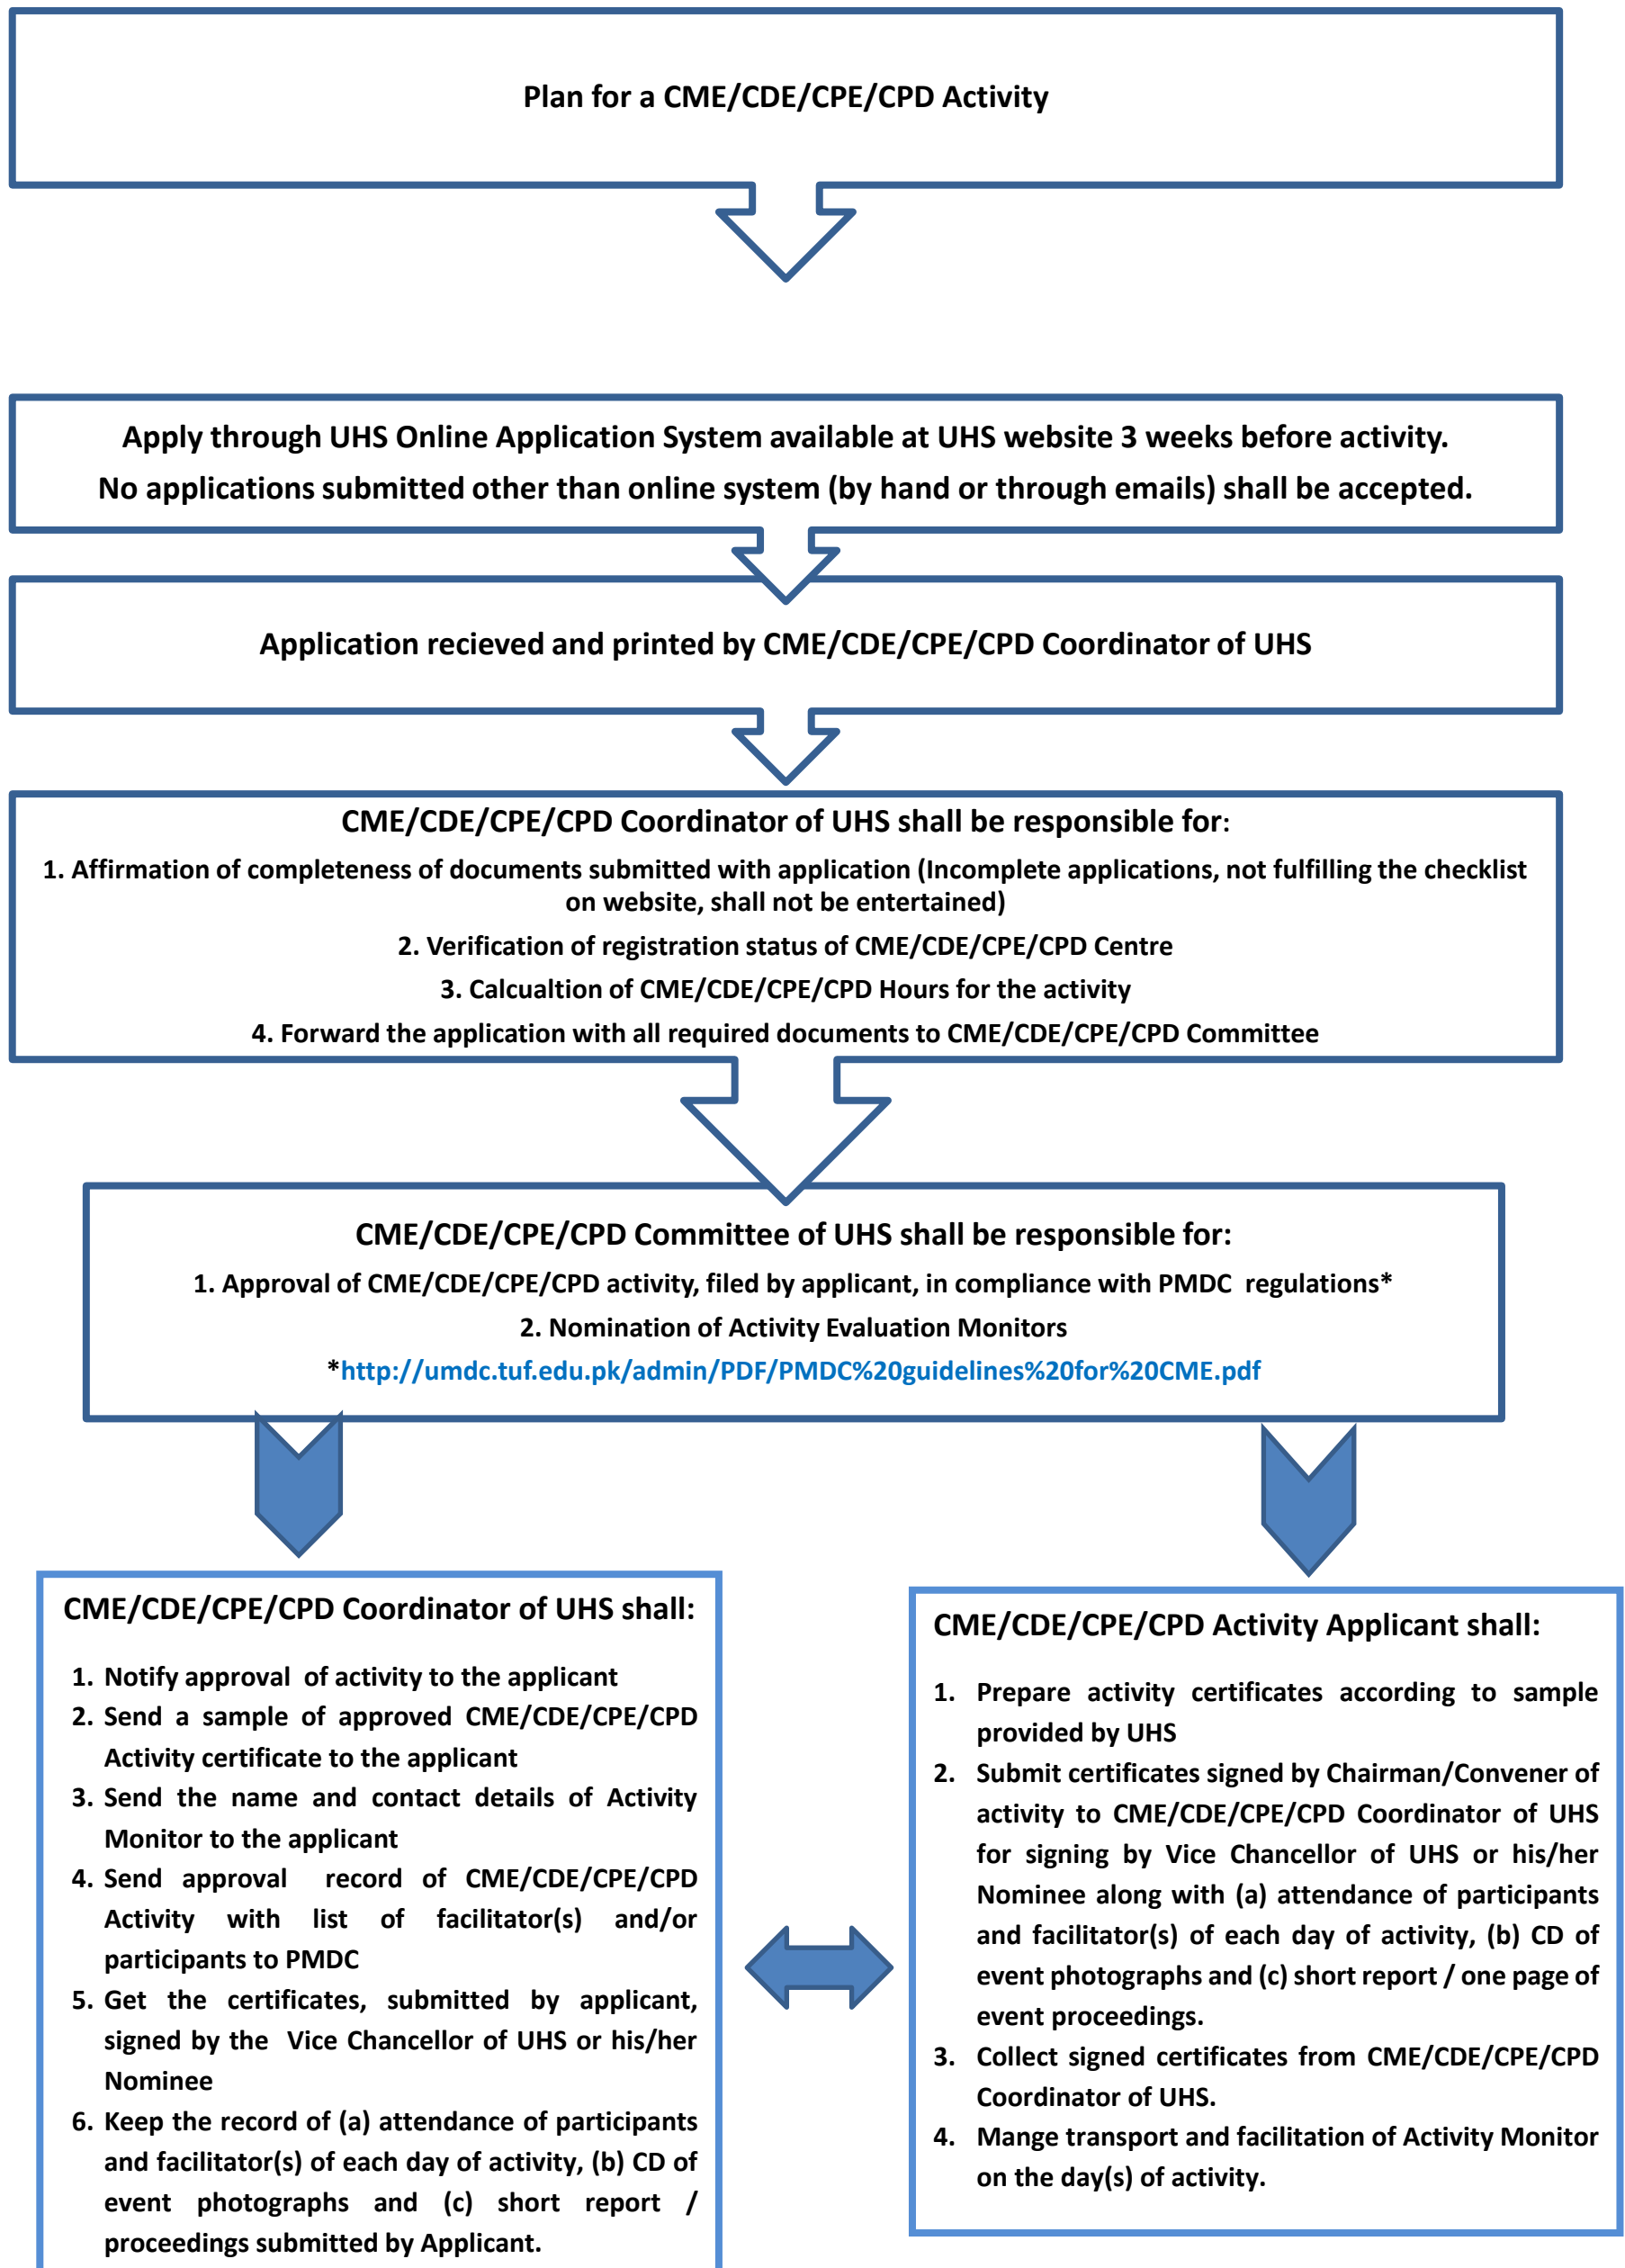 Plan for a CME/CDE/CPE/CPD Activity
Apply through UHS Online Application System available at UHS website 3 weeks before activity.
No applications submitted other than online system (by hand or through emails) shall be accepted.
Application recieved and printed by CME/CDE/CPE/CPD Coordinator of UHS
CME/CDE/CPE/CPD Coordinator of UHS shall be responsible for:
1. Affirmation of completeness of documents submitted with application (Incomplete applications, not fulfilling the checklist
on website, shall not be entertained)
2. Verification of registration status of CME/CDE/CPE/CPD Centre
3. Calcualtion of CME/CDE/CPE/CPD Hours for the activity
4. Forward the application with all required documents to CME/CDE/CPE/CPD Committee
CME/CDE/CPE/CPD Committee of UHS shall be responsible for:
1. Approval of CME/CDE/CPE/CPD activity, filed by applicant, in compliance with PMDC regulations*
2. Nomination of Activity Evaluation Monitors
*http://umdc.tuf.edu.pk/admin/PDF/PMDC%20guidelines%20for%20CME.pdf
CME/CDE/CPE/CPD Coordinator of UHS shall:
1. Notify approval of activity to the applicant
2. Send a sample of approved CME/CDE/CPE/CPD
Activity certificate to the applicant
3. Send the name and contact details of Activity
Monitor to the applicant
4. Send approval record of CME/CDE/CPE/CPD
Activity with list of facilitator(s) and/or
participants to PMDC
5. Get the certificates, submitted by applicant,
signed by the Vice Chancellor of UHS or his/her
Nominee
6. Keep the record of (a) attendance of participants
and facilitator(s) of each day of activity, (b) CD of
event photographs and (c) short report /
proceedings submitted by Applicant.
CME/CDE/CPE/CPD Activity Applicant shall:
1. Prepare activity certificates according to sample
provided by UHS
2. Submit certificates signed by Chairman/Convener of
activity to CME/CDE/CPE/CPD Coordinator of UHS
for signing by Vice Chancellor of UHS or his/her
Nominee along with (a) attendance of participants
and facilitator(s) of each day of activity, (b) CD of
event photographs and (c) short report / one page of
event proceedings.
3. Collect signed certificates from CME/CDE/CPE/CPD
Coordinator of UHS.
4. Mange transport and facilitation of Activity Monitor
on the day(s) of activity.